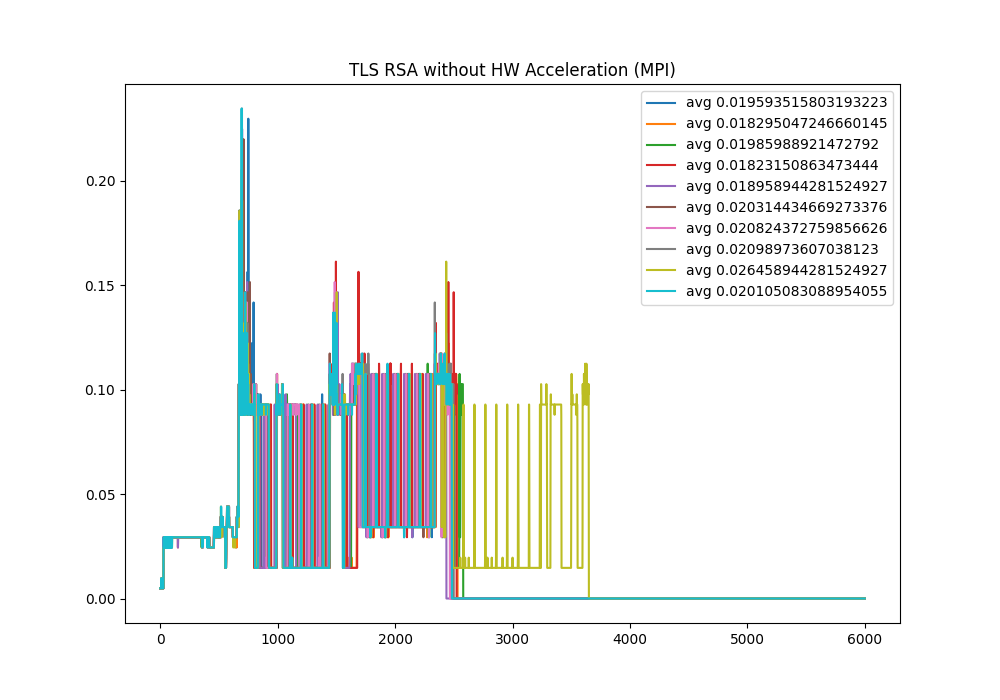 TLS RSA without HW Acceleration (MPI)
avg 0.019593515803193223
avg 0.018295047246660145
avg 0.01985988921472792
avg 0.01823150863473444
avg 0.018958944281524927
avg 0.020314434669273376
avg 0.020824372759856626
avg 0.02098973607038123
avg 0.026458944281524927
avg 0.020105083088954055
0.20
0.15
0.10
0.05
0.00
0 1000 2000 3000 4000 5000 6000